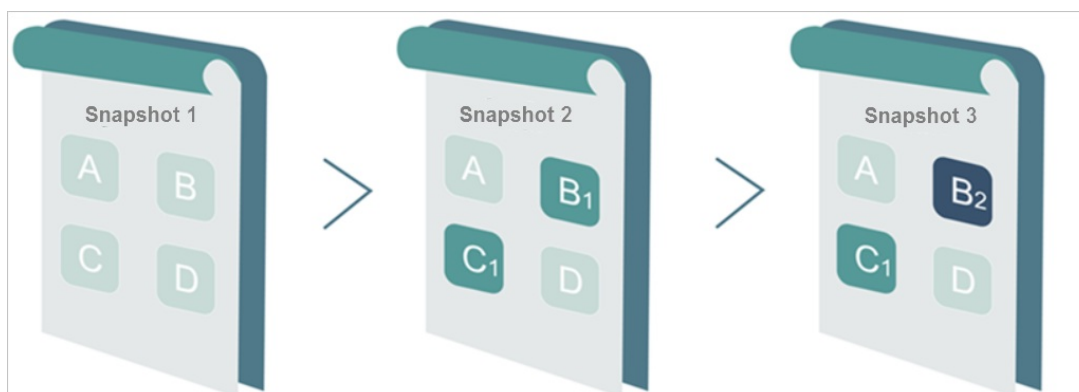 Snapshot 1
A B
C D
Snapshot 2
A B1
C1 D
Snapshot 3
A B2
C1 D